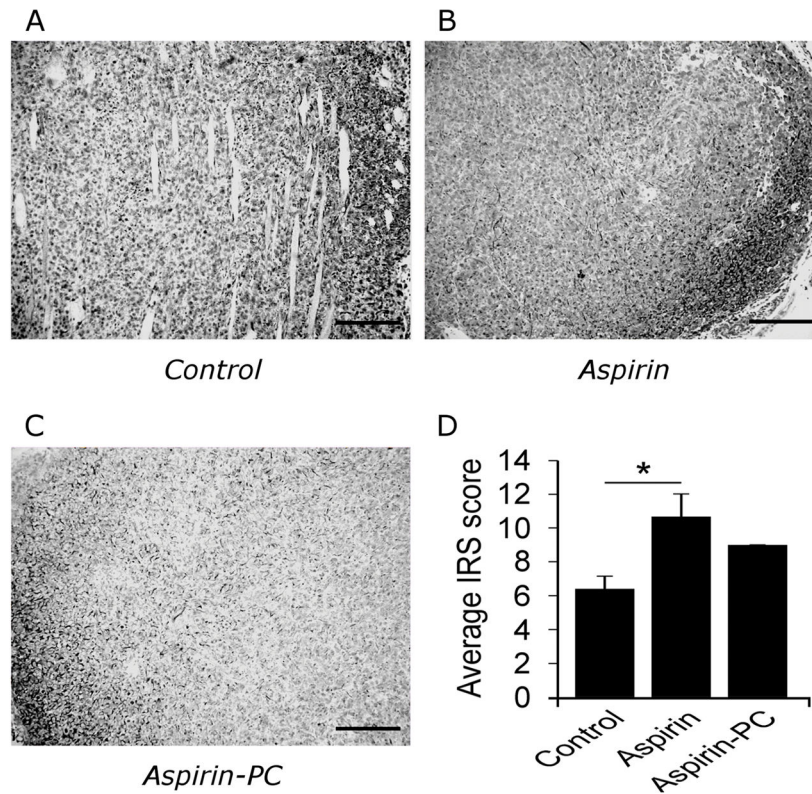 A
B
Control
Aspirin
C
D
*
Average IRS score
14
12
10
8
6
4
2
0
Control
Aspirin
Aspirin-PC
Aspirin-PC